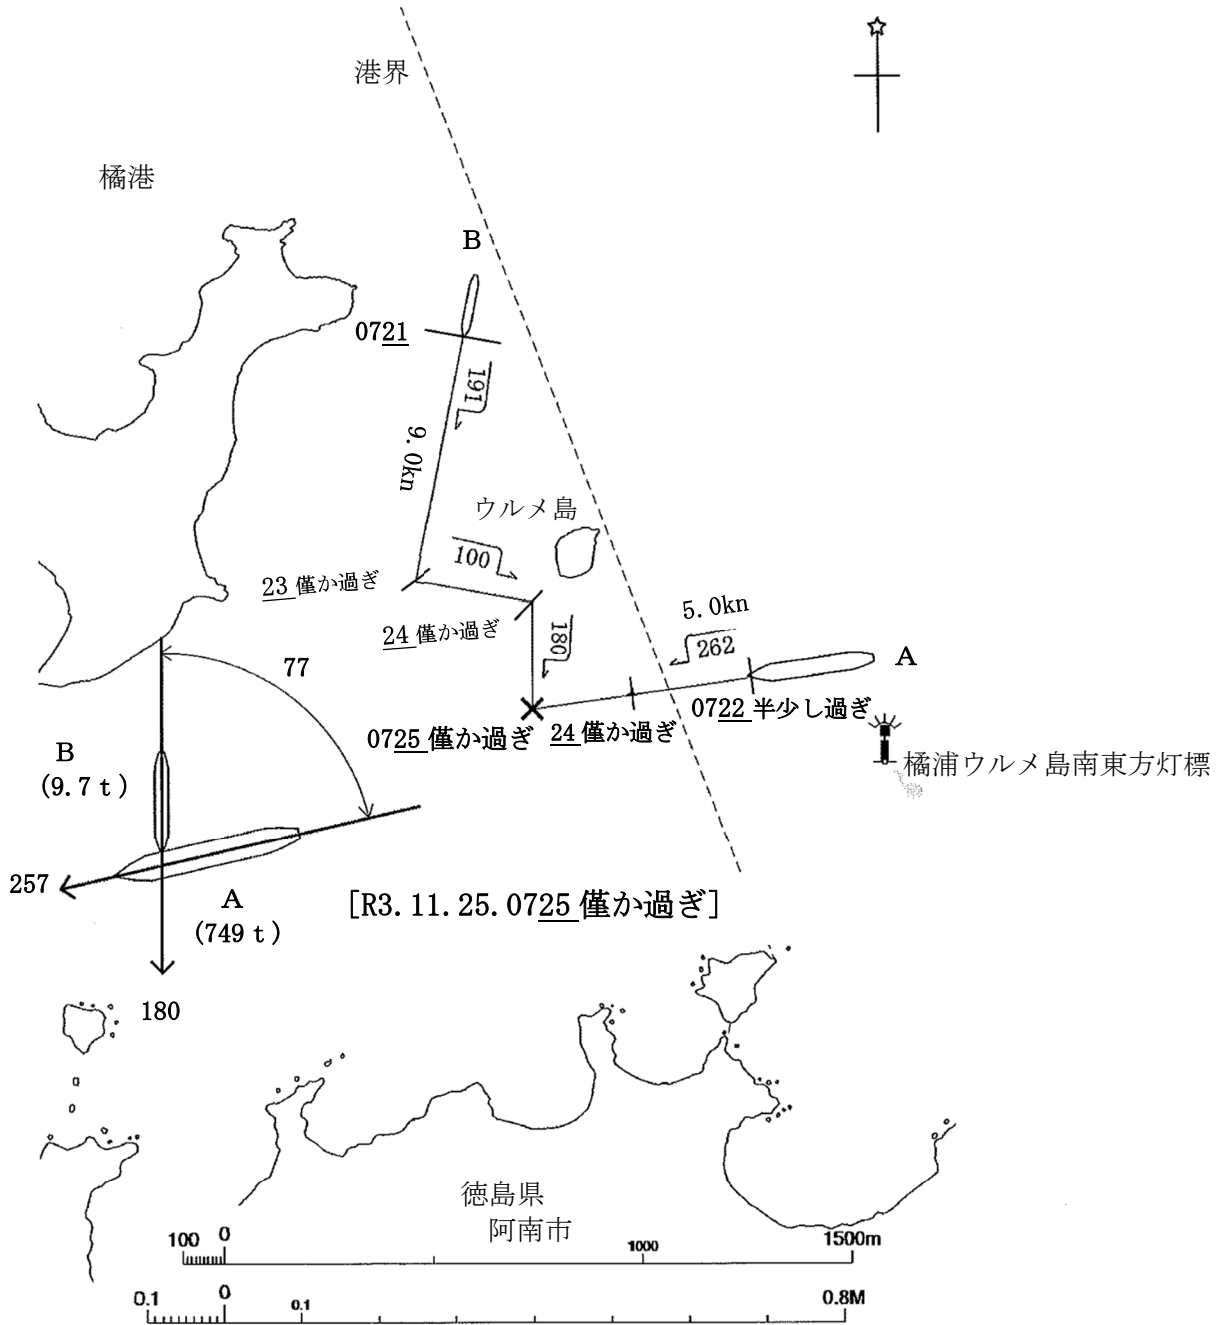 港界
橘港
B
0721
191
9.0kn
ウルメ島
100
23 僅か過ぎ
24 僅か過ぎ
180
5.0kn
262
A
0722 半少し過ぎ
0725 僅か過ぎ
24 僅か過ぎ
橘浦ウルメ島南東方灯標
77
B
(9.7t)
257
A
(749t)
[R3.11.25.0725 僅か過ぎ]
180
徳島県
阿南市
100 0 1000 1500m
0.1 0 0.1 0.8M